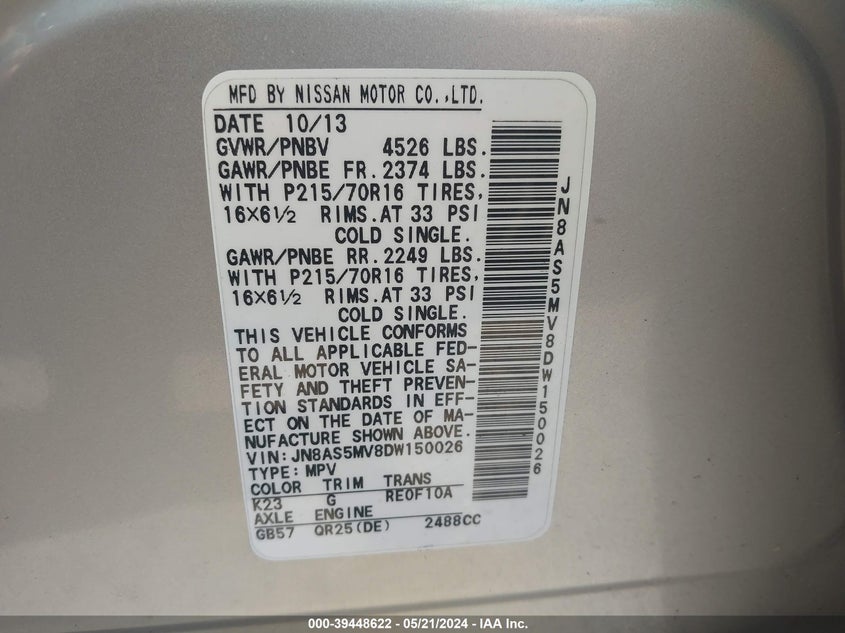 MFD BY NISSAN MOTOR CO.,LTD.
DATE 10/13
GVWR/PNBV 4526 LBS.
GAWR/PNBE FR. 2374 LBS.
WITH P215/70R16 TIRES,
16X6½ RIMS.AT 33 PSI
COLD SINGLE.
GAWR/PNBE RR. 2249 LBS.
WITH P215/70R16 TIRES,
16X6½ RIMS.AT 33 PSI
COLD SINGLE.
THIS VEHICLE CONFORMS
TO ALL APPLICABLE FED-
ERAL MOTOR VEHICLE SA-
FETY AND THEFT PREVEN-
TION STANDARDS IN EFF-
ECT ON THE DATE OF MA-
NUFACTURE SHOWN ABOVE.
VIN: JN8AS5MV8DW150026
TYPE: MPV
COLOR TRIM TRANS
K23 G RE0F10A
AXLE ENGINE
GB57 QR25(DE) 2488CC
JN8AS5MV8DW150026
000-39448622 - 05/21/2024 - IAA Inc.